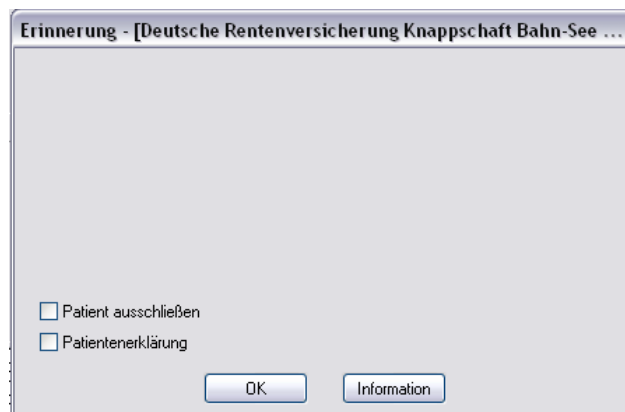 Erinnerung - [Deutsche Rentenversicherung Knappschaft Bahn-See ...
Patient ausschließen
Patientenerklärung
OK Information